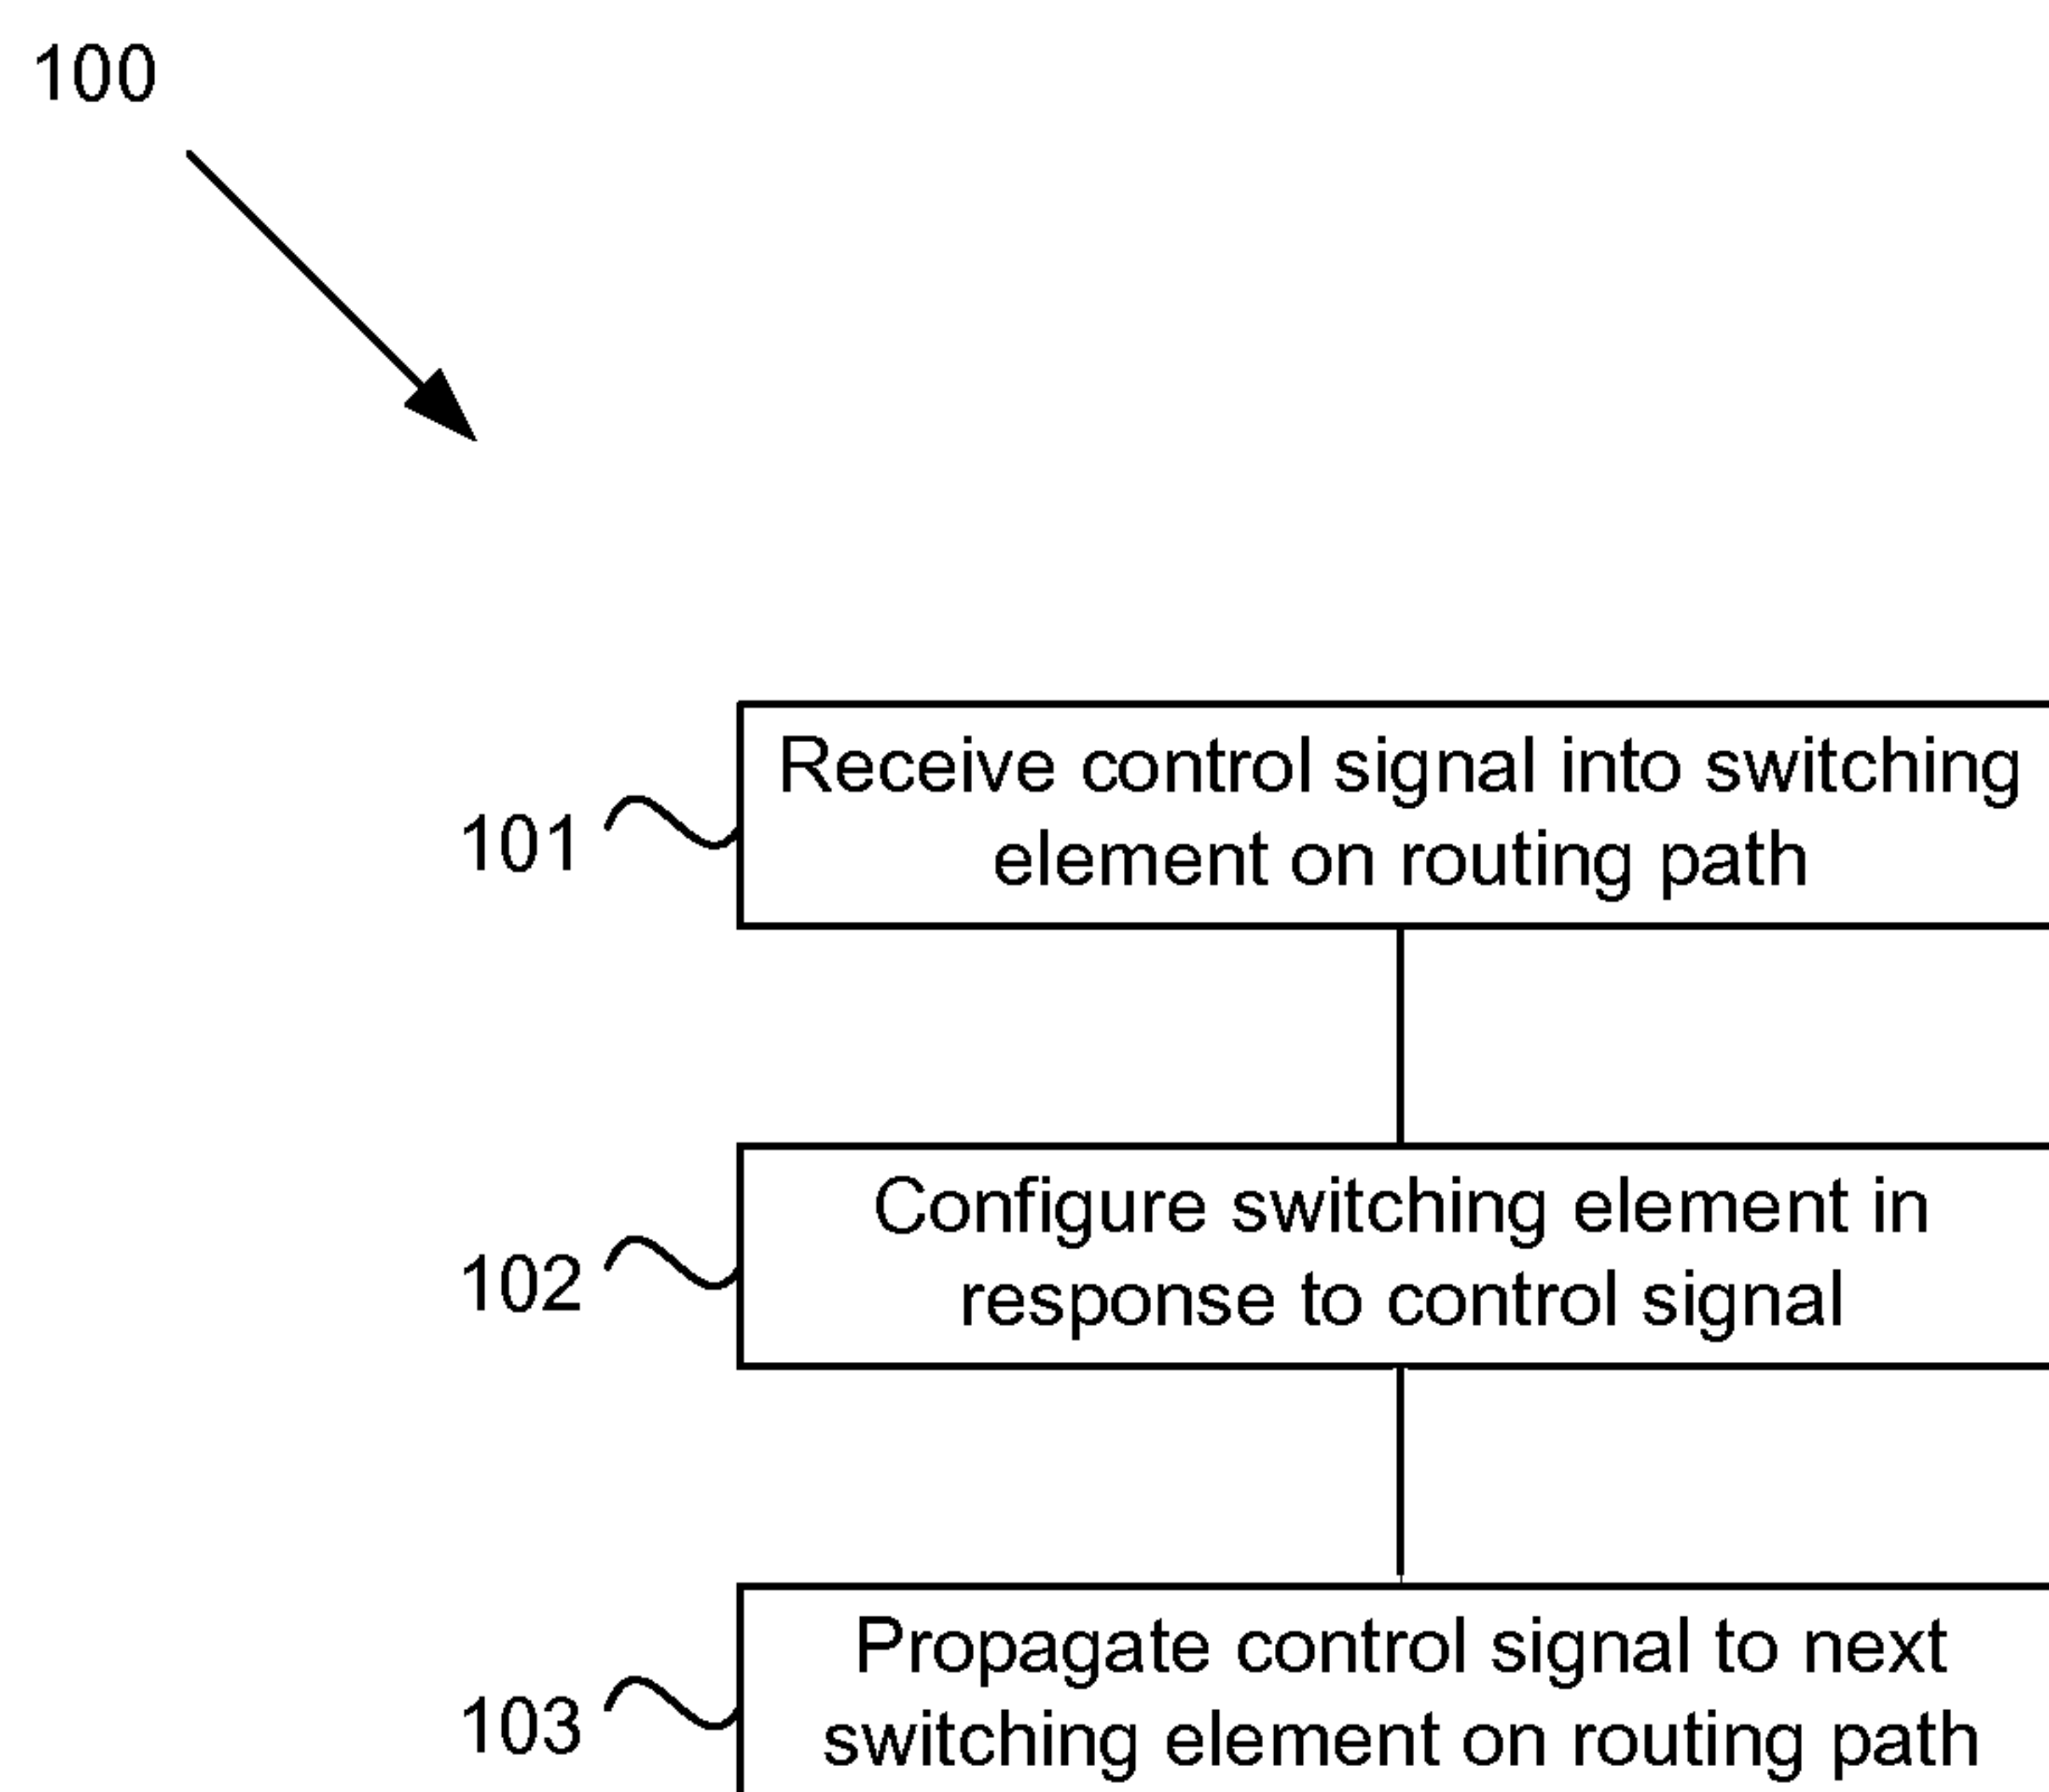 100
101
Receive control signal into switching
element on routing path
102
Configure switching element in
response to control signal
103
Propagate control signal to next
switching element on routing path